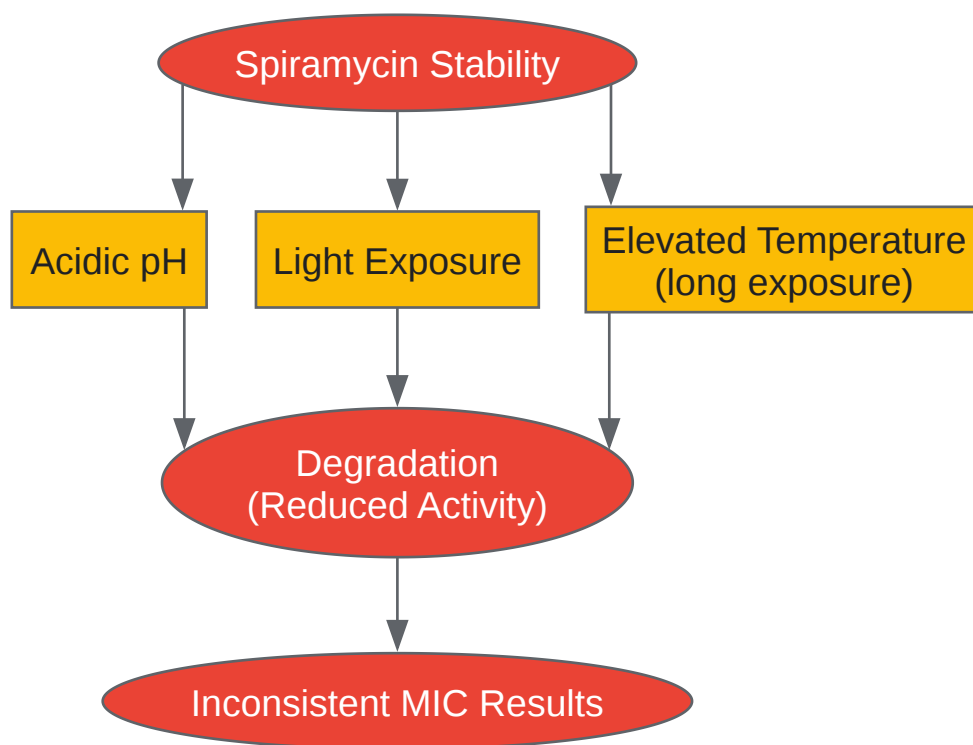 Spiramycin Stability
Acidic pH
Light Exposure
Elevated Temperature
(long exposure)
Degradation
(Reduced Activity)
Inconsistent MIC Results